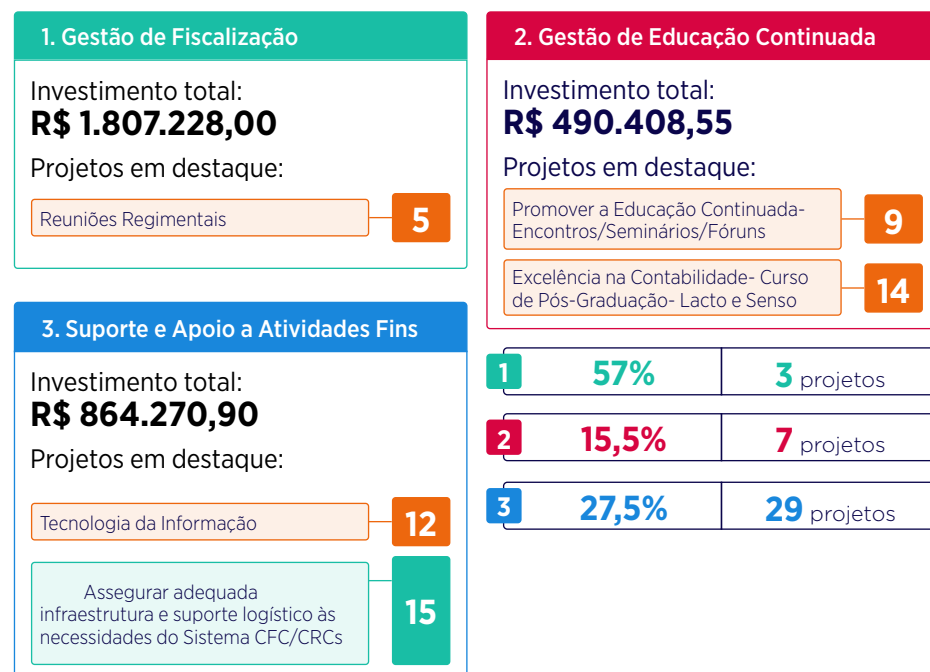 1. Gestão de Fiscalização
Investimento total:
R$ 1.807.228,00
Projetos em destaque:
Reuniões Regimentais
5
2. Gestão de Educação Continuada
Investimento total:
R$ 490.408,55
Projetos em destaque:
Promover a Educação Continuada-
Encontros/Seminários/Fóruns
9
Excelência na Contabilidade- Curso
de Pós-Graduação- Lacto e Senso
14
3. Suporte e Apoio a Atividades Fins
Investimento total:
R$ 864.270,90
Projetos em destaque:
Tecnologia da Informação
12
Assegurar adequada
infraestrutura e suporte logístico às
necessidades do Sistema CFC/CRCs
15
1 57% 3 projetos
2 15,5% 7 projetos
3 27,5% 29 projetos